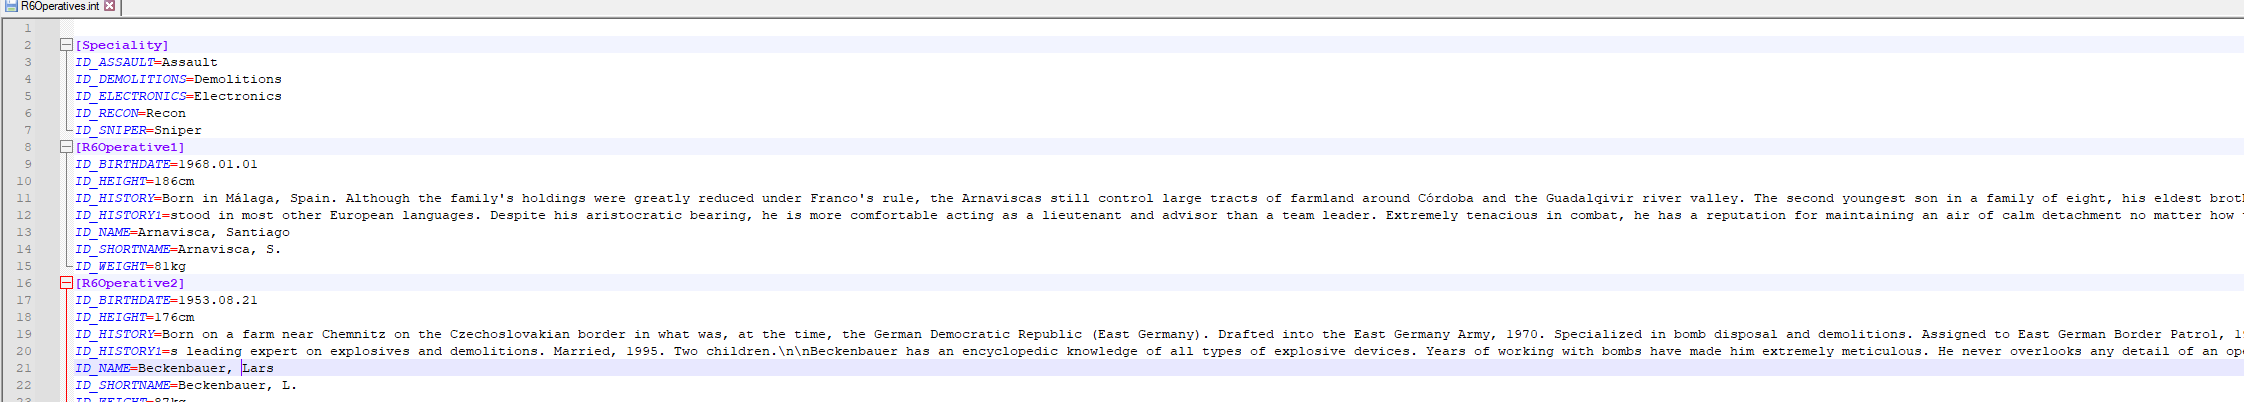 R6Operatives.int
1
2 [Speciality]
3 ID_ASSAULT=Assault
4 ID_DEMOLITIONS=Demolitions
5 ID_ELECTRONICS=Electronics
6 ID_RECON=Recon
7 ID_SNIPER=Sniper
8 [R6Operative1]
9 ID_BIRTHDATE=1968.01.01
10 ID_HEIGHT=186cm
11 ID_HISTORY=Born in Málaga, Spain. Although the family's holdings were greatly reduced under Franco's rule, the Arnaviscas still control large tracts of farmland around Córdoba and the Guadalqivir river valley. The second youngest son in a family of eight, his eldest brot
12 ID_HISTORY1=stood in most other European languages. Despite his aristocratic bearing, he is more comfortable acting as a lieutenant and advisor than a team leader. Extremely tenacious in combat, he has a reputation for maintaining an air of calm detachment no matter how
13 ID_NAME=Arnavisca, Santiago
14 ID_SHORTNAME=Arnavisca, S.
15 ID_WEIGHT=81kg
16 [R6Operative2]
17 ID_BIRTHDATE=1953.08.21
18 ID_HEIGHT=176cm
19 ID_HISTORY=Born on a farm near Chemnitz on the Czechoslovakian border in what was, at the time, the German Democratic Republic (East Germany). Drafted into the East Germany Army, 1970. Specialized in bomb disposal and demolitions. Assigned to East German Border Patrol,
20 ID_HISTORY1=s leading expert on explosives and demolitions. Married, 1995. Two children.\n\nBeckenbauer has an encyclopedic knowledge of all types of explosive devices. Years of working with bombs have made him extremely meticulous. He never overlooks any detail of an
21 ID_NAME=Beckenbauer, Lars
22 ID_SHORTNAME=Beckenbauer, L.
23 ID_WEIGHT=87kg